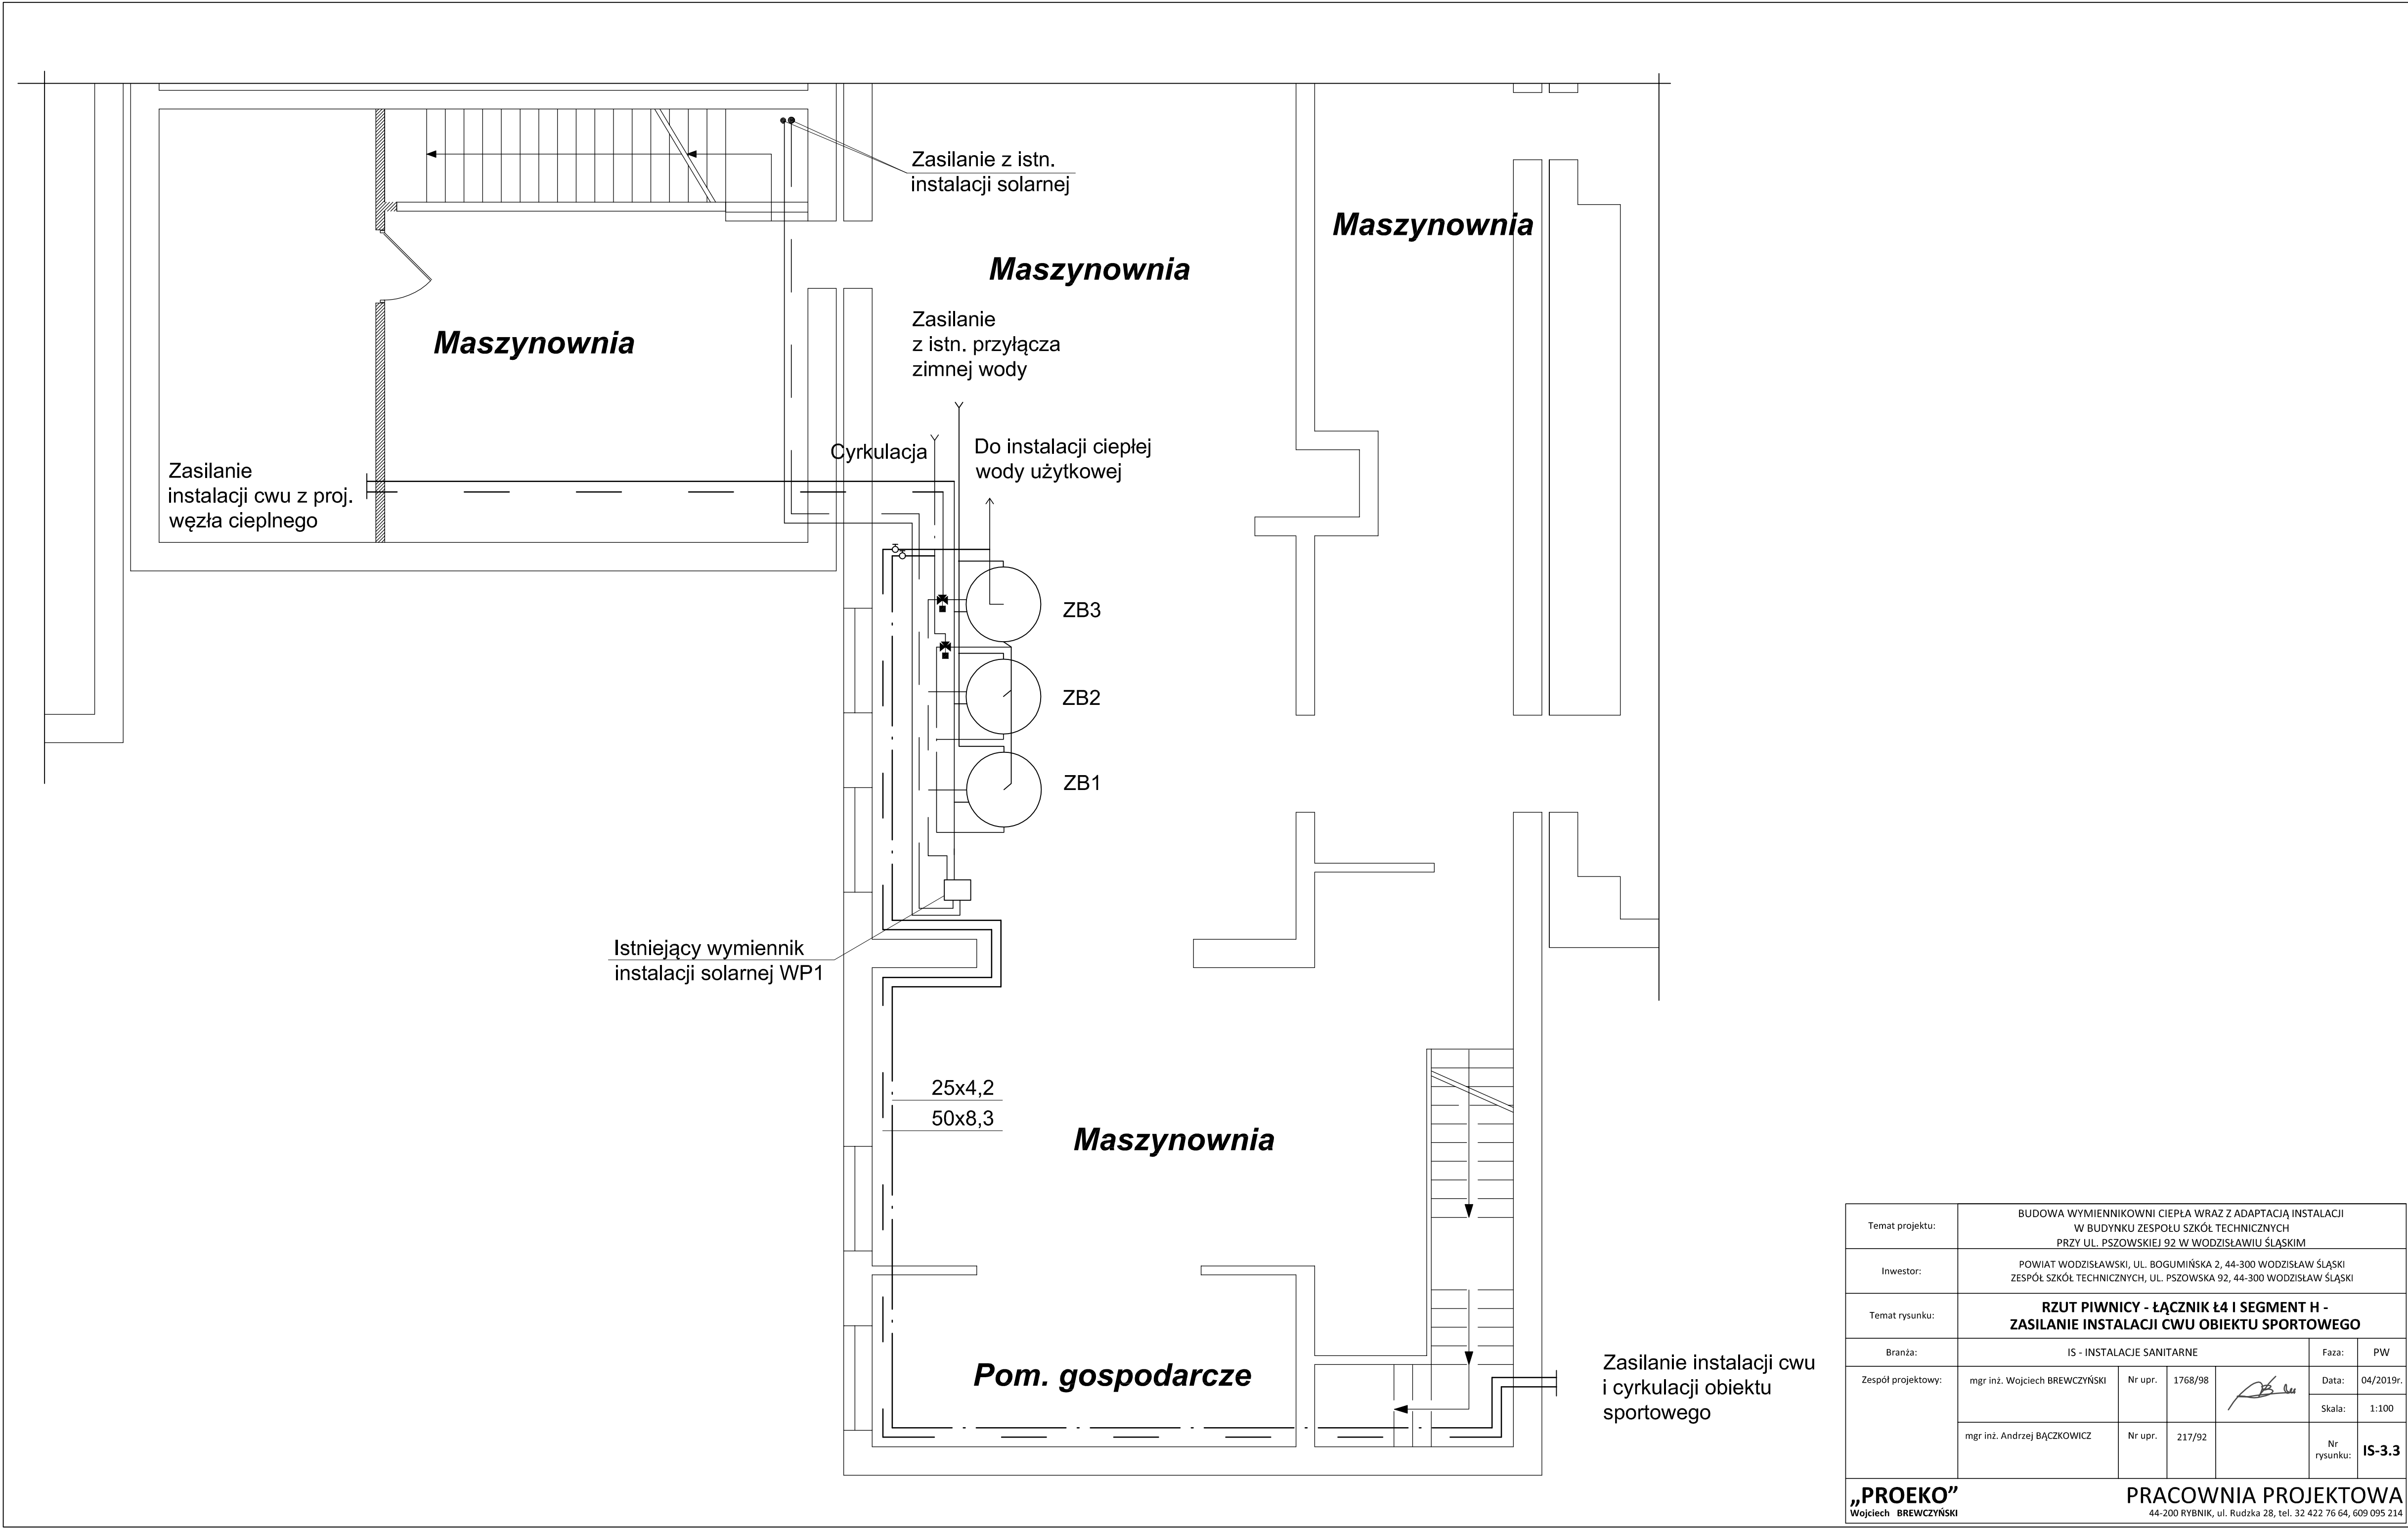 Zasilanie z istn.
instalacji solarnej
Maszynownia
Maszynownia
Maszynownia
Zasilanie
z istn. przyłącza
zimnej wody
Cyrkulacja
Do instalacji ciepłej
wody użytkowej
Zasilanie
instalacji cwu z proj.
węzła cieplnego
ZB3
ZB2
ZB1
Istniejący wymiennik
instalacji solarnej WP1
25x4,2
50x8,3
Maszynownia
Pom. gospodarcze
Zasilanie instalacji cwu
i cyrkulacji obiektu
sportowego
Temat projektu:
BUDOWA WYMIENNIKOWNI CIEPŁA WRAZ Z ADAPTACJĄ INSTALACJI
W BUDYNKU ZESPOŁU SZKÓŁ TECHNICZNYCH
PRZY UL. PSZOWSKIEJ 92 W WODZISŁAWIU ŚLĄSKIM
Inwestor:
POWIAT WODZISŁAWSKI, UL. BOGUMIŃSKA 2, 44-300 WODZISŁAW ŚLĄSKI
ZESPÓŁ SZKÓŁ TECHNICZNYCH, UL. PSZOWSKA 92, 44-300 WODZISŁAW ŚLĄSKI
Temat rysunku:
RZUT PIWNICY - ŁĄCZNIK Ł4 I SEGMENT H -
ZASILANIE INSTALACJI CWU OBIEKTU SPORTOWEGO
Branża: IS - INSTALACJE SANITARNE Faza: PW
Zespół projektowy: mgr inż. Wojciech BREWCZYŃSKI Nr upr. 1768/98 Data: 04/2019r.
Skala: 1:100
mgr inż. Andrzej BĄCZKOWICZ Nr upr. 217/92 Nr rysunku: IS-3.3
„PROEKO” PRACOWNIA PROJEKTOWA
Wojciech BREWCZYŃSKI 44-200 RYBNIK, ul. Rudzka 28, tel. 32 422 76 64, 609 095 214